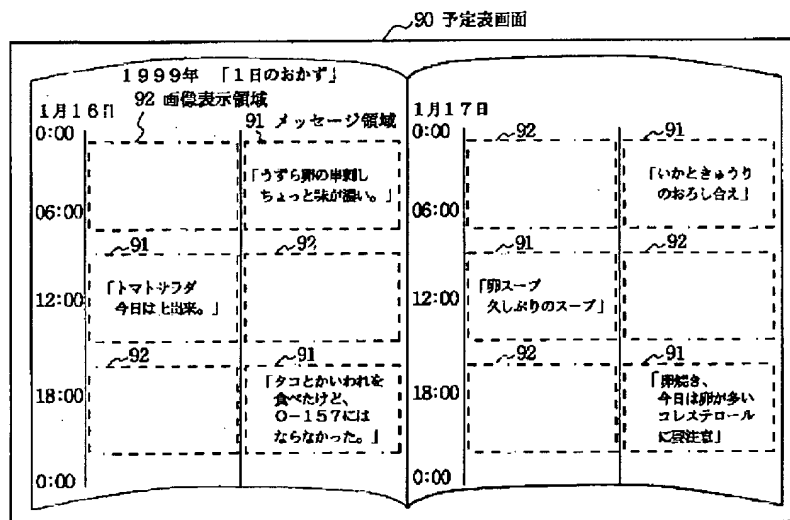 90 予定表画面
1999年 「1日のおかず」
1月16日
92 画像表示領域
91 メッセージ領域
0:00
「うずら卵の串刺し
ちょっと味が濃い。」
06:00
91
92
「トマトサラダ
今日は上出来。」
12:00
92
91
「タコとかいわれを
食べたけど、
O-157には
ならなかった。」
18:00
0:00
1月17日
0:00
92
91
「いかときゅうり
のおろし合え」
06:00
91
92
「卵スープ
久しぶりのスープ」
12:00
92
91
「卵焼き、
今日は卵が多い
コレステロール
に要注意」
18:00
0:00